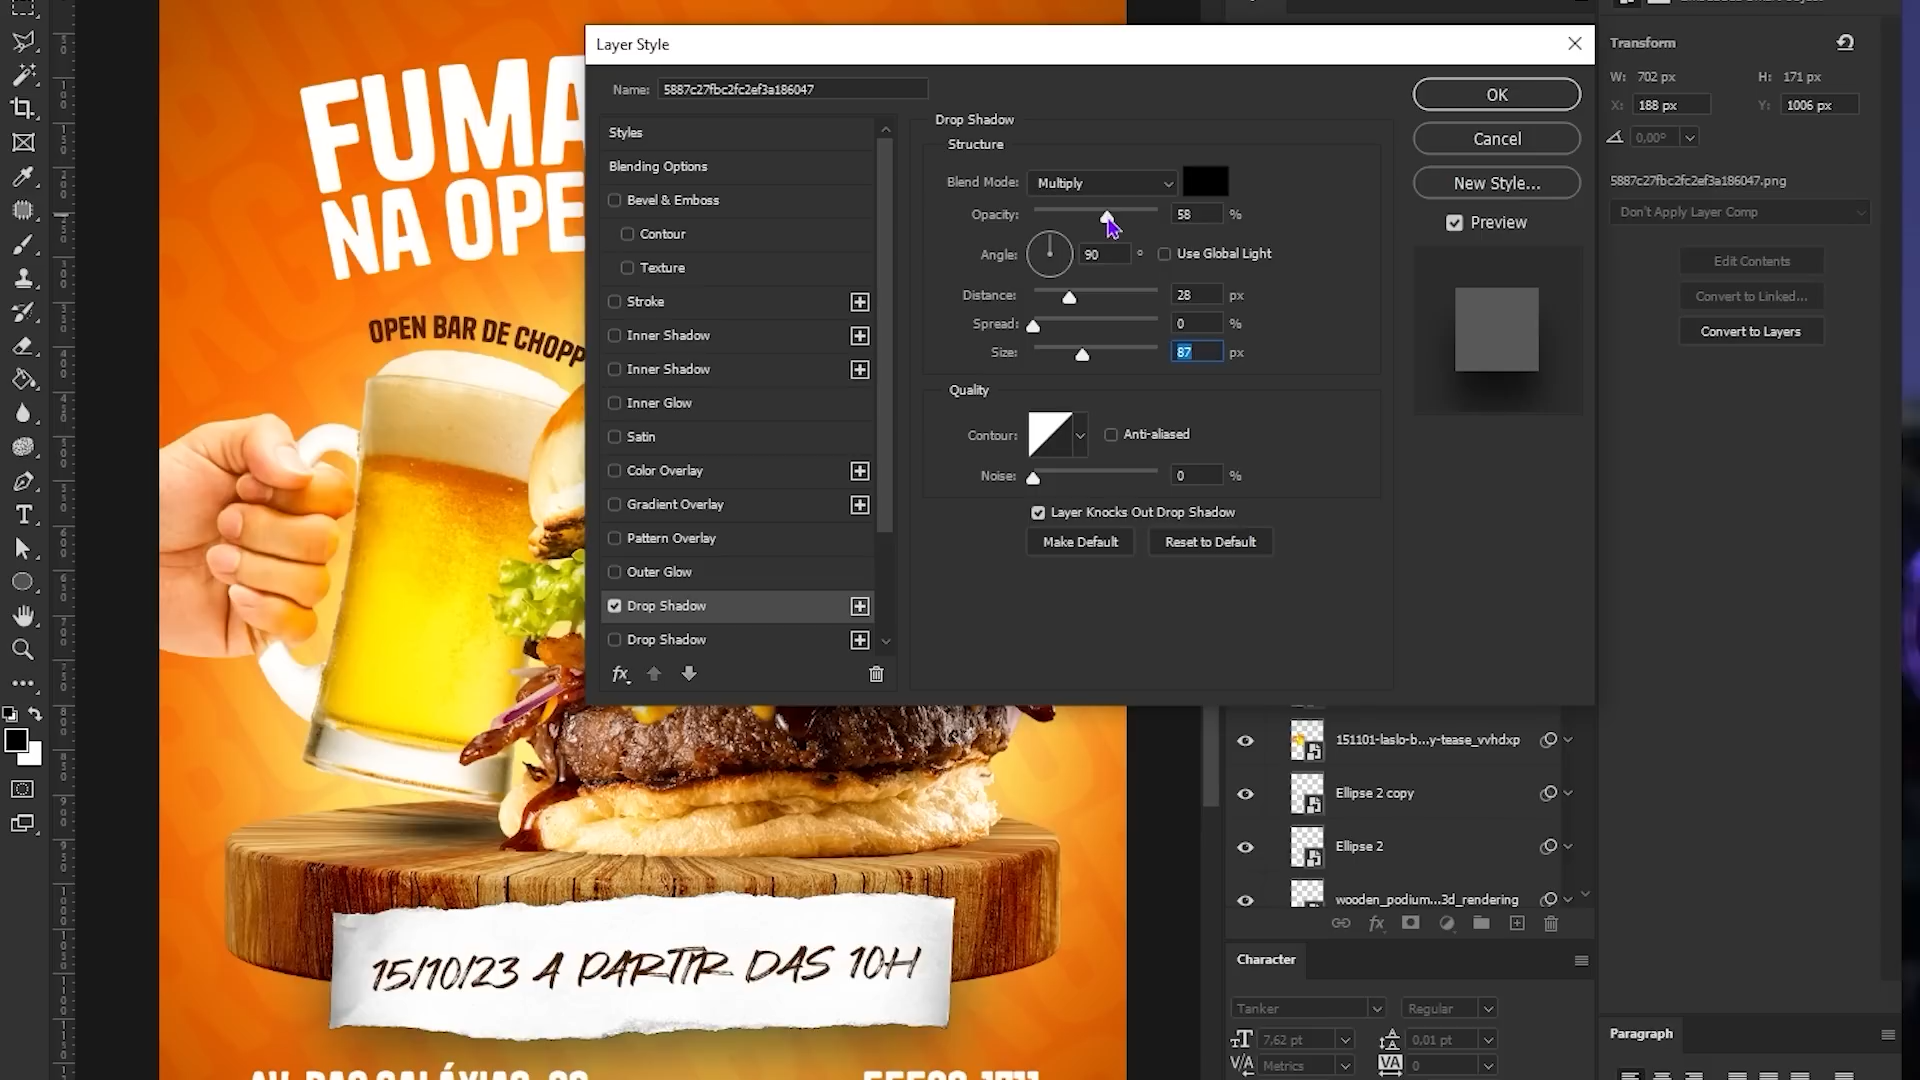 FUMA
NA OPE
OPEN BAR DE CHOPP
15/10/23 A PARTIR DAS 10H
Layer Style
Name: 5887c27fbc2fc2ef3a186047
Styles
Blending Options
Bevel & Emboss
Contour
Texture
Stroke
Inner Shadow
Inner Shadow
Inner Glow
Satin
Color Overlay
Gradient Overlay
Pattern Overlay
Outer Glow
Drop Shadow
Drop Shadow
fx
Drop Shadow
Structure
Blend Mode: Multiply
Opacity: 58 %
Angle: 90 ° Use Global Light
Distance: 28 px
Spread: 0 %
Size: 87 px
Quality
Contour: Anti-aliased
Noise: 0 %
Layer Knocks Out Drop Shadow
Make Default Reset to Default
OK
Cancel
New Style...
Preview
Transform
W: 702 px H: 171 px
X: 188 px Y: 1006 px
0,00°
5887c27fbc2fc2ef3a186047.png
Don't Apply Layer Comp
Edit Contents
Convert to Linked...
Convert to Layers
151101-laslo-b...y-tease_vvhdxp
Ellipse 2 copy
Ellipse 2
wooden_podium...3d_rendering
fx
Character
Tanker Regular
7,62 pt 0,01 pt
Metrics 0
Paragraph